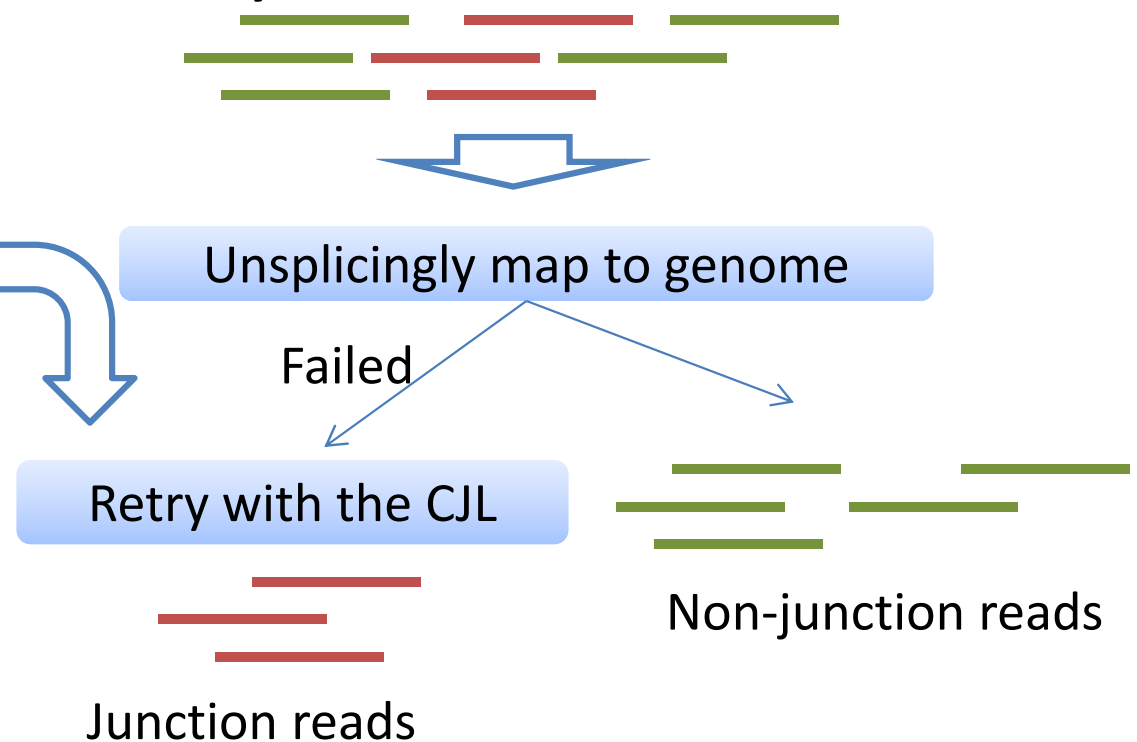 Unsplicingly map to genome
Failed
Retry with the CJL
Non-junction reads
Junction reads